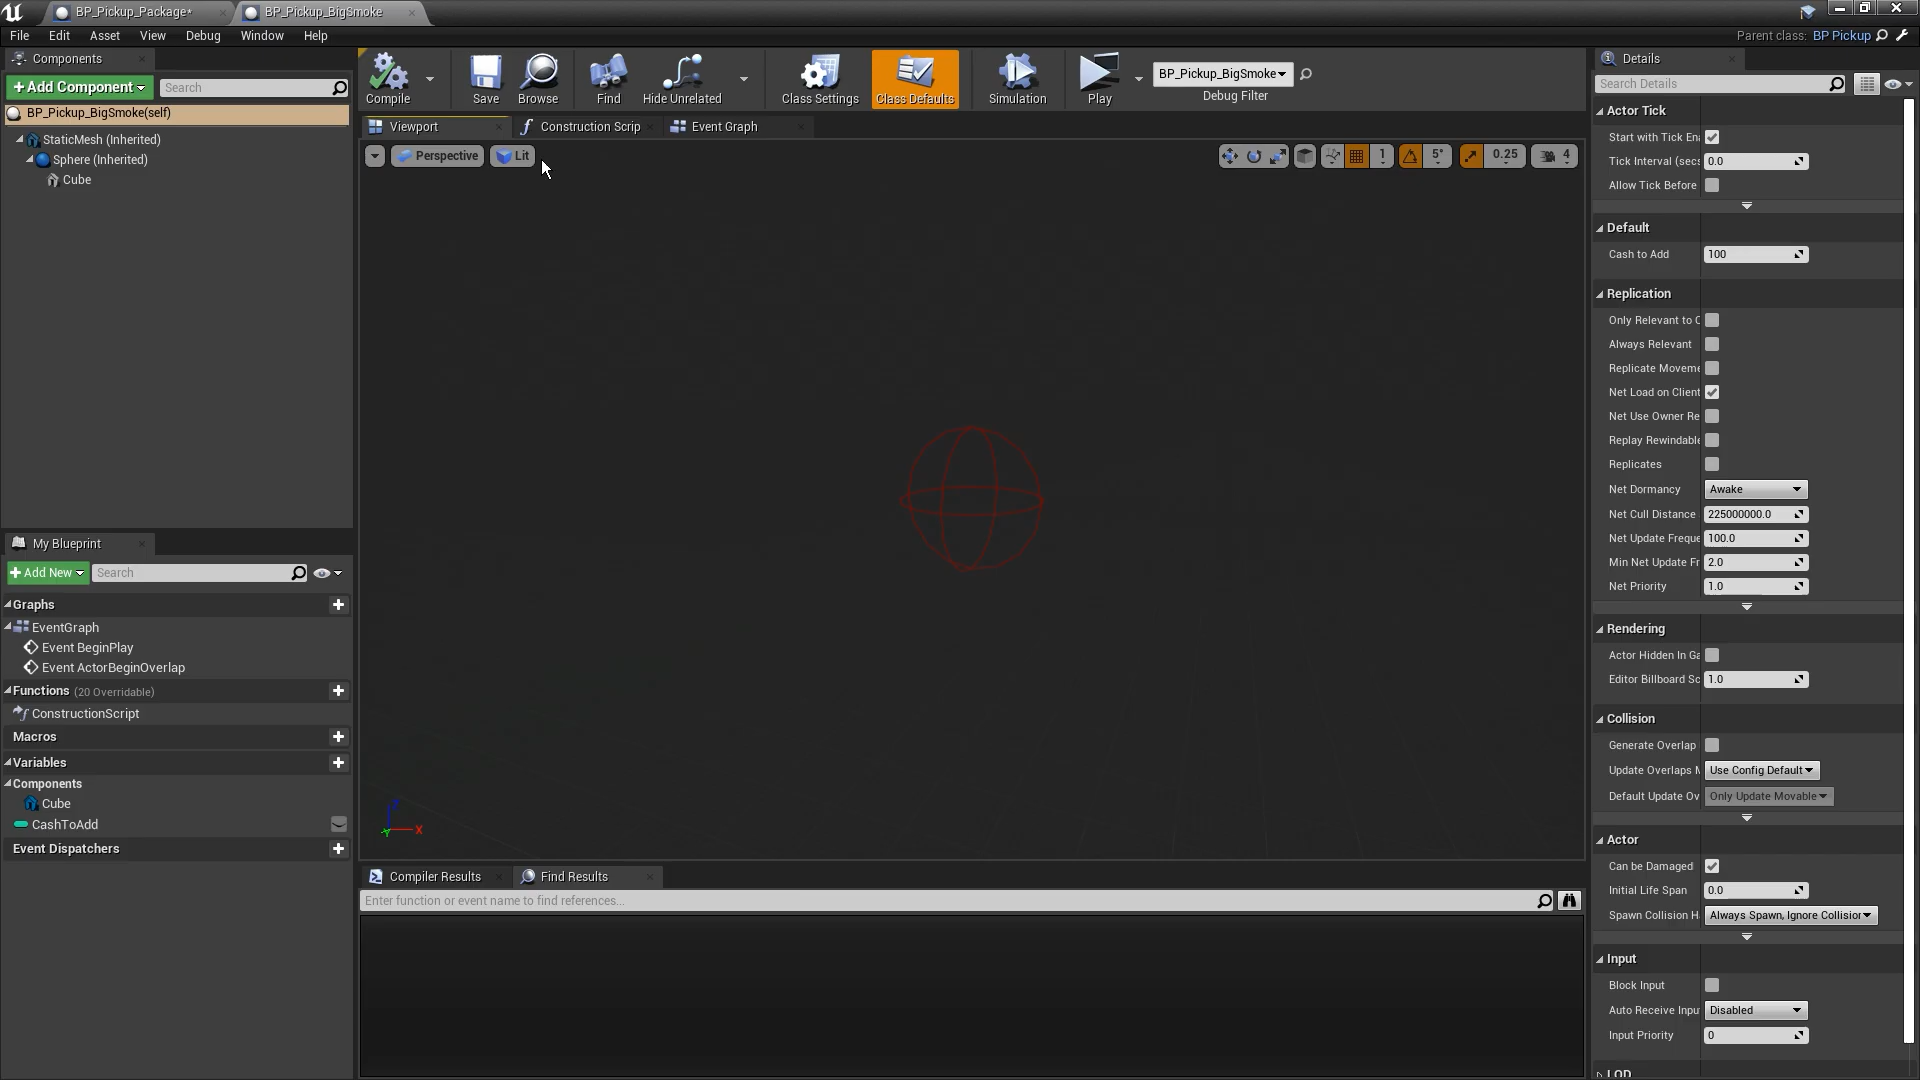 BP_Pickup_Package*
BP_Pickup_BigSmoke
File Edit Asset View Debug Window Help
Parent class: BP Pickup
Components
+Add Component
Search
BP_Pickup_BigSmoke(self)
StaticMesh (Inherited)
Sphere (Inherited)
Cube
My Blueprint
+Add New
Search
Graphs
EventGraph
Event BeginPlay
Event ActorBeginOverlap
Functions (20 Overridable)
ConstructionScript
Macros
Variables
Components
Cube
CashToAdd
Event Dispatchers
Compile
Save
Browse
Find
Hide Unrelated
Class Settings
Class Defaults
Simulation
Play
BP_Pickup_BigSmoke
Debug Filter
Viewport
Construction Scrip
Event Graph
Perspective
Lit
1
5°
0.25
4
X
Compiler Results
Find Results
Enter function or event name to find references...
Details
Search Details
Actor Tick
Start with Tick En
Tick Interval (secs 0.0
Allow Tick Before
Default
Cash to Add 100
Replication
Only Relevant to O
Always Relevant
Replicate Moveme
Net Load on Client
Net Use Owner Re
Replay Rewindable
Replicates
Net Dormancy Awake
Net Cull Distance 225000000.0
Net Update Freque 100.0
Min Net Update Fr 2.0
Net Priority 1.0
Rendering
Actor Hidden In Ga
Editor Billboard Sc 1.0
Collision
Generate Overlap
Update Overlaps M Use Config Default
Default Update Ov Only Update Movable
Actor
Can be Damaged
Initial Life Span 0.0
Spawn Collision H Always Spawn, Ignore Collision
Input
Block Input
Auto Receive Inpu Disabled
Input Priority 0
LOD